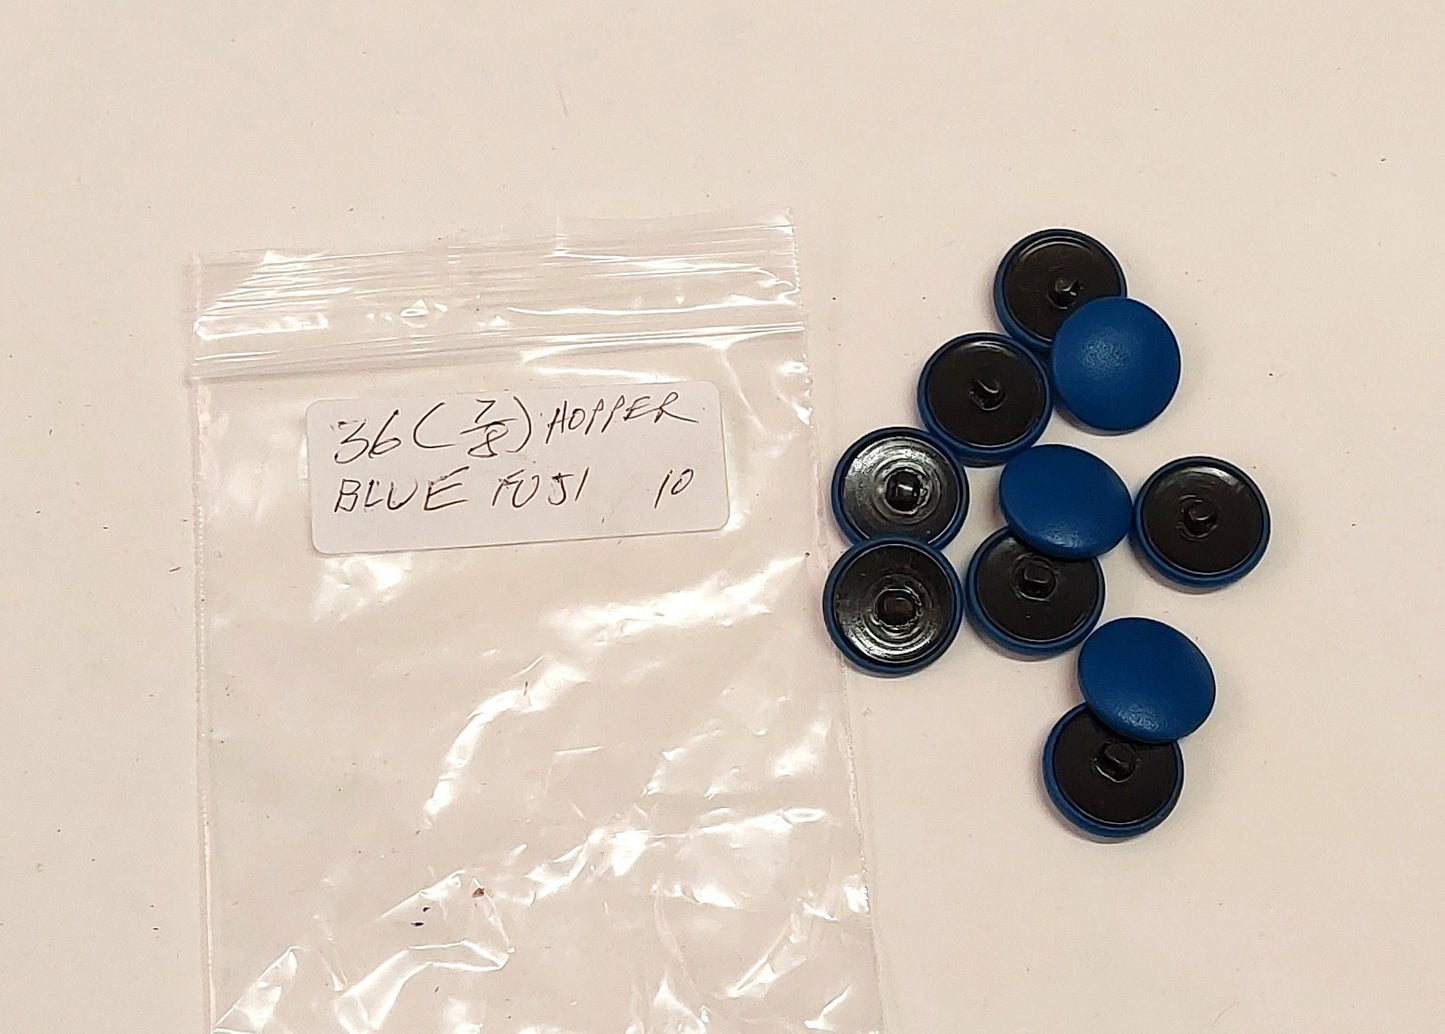 36 (7/8) HOPPER
BLUE FUJI 10